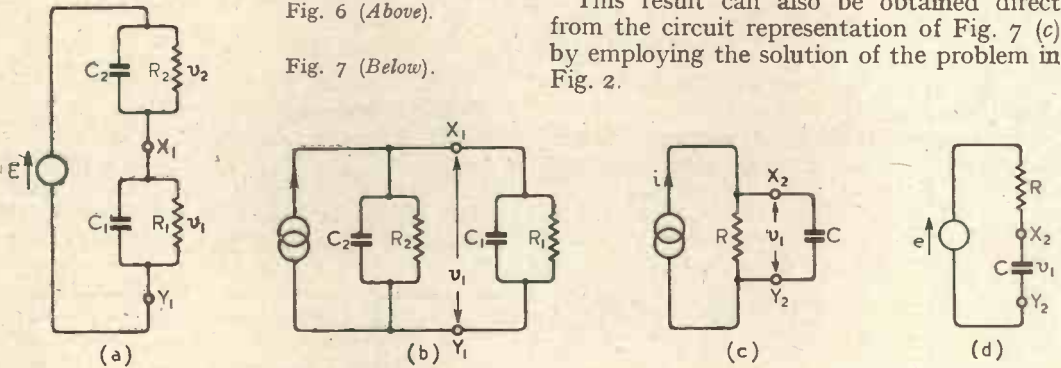 Fig. 6 (Above).
Fig. 7 (Below).
This result can also be obtained direct
from the circuit representation of Fig. 7 (c)
by employing the solution of the problem in
Fig. 2.
E
C2
R2
v2
X1
C1
R1
v1
Y1
(a)
X1
C2
R2
v1
C1
R1
Y1
(b)
i
R
X2
v1
C
Y2
(c)
e
R
X2
C
v1
Y2
(d)